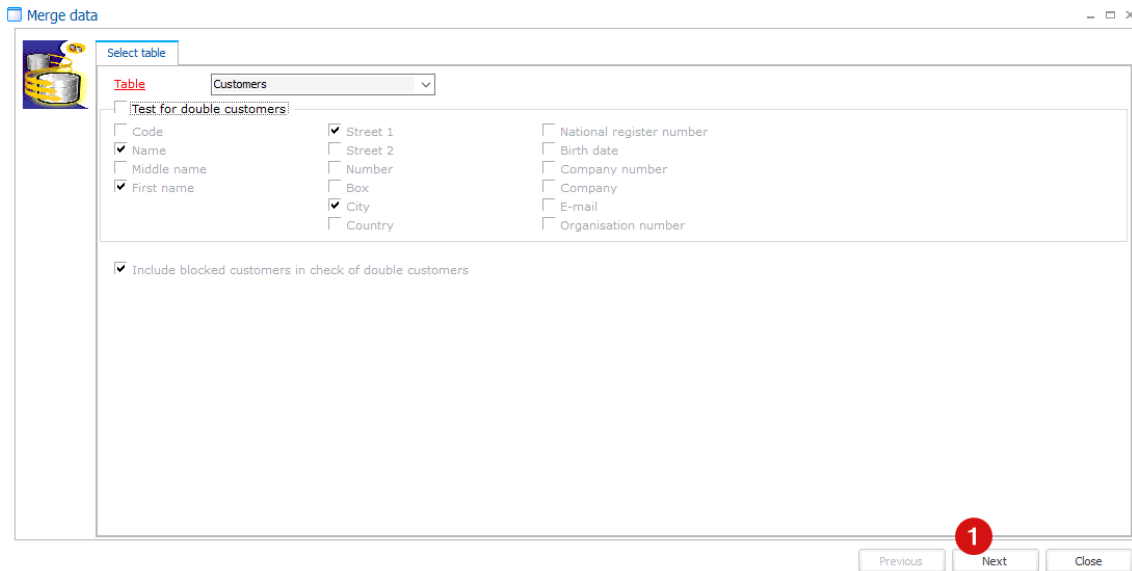 Merge data
Select table
Table Customers
Test for double customers
Code Street 1 National register number
Name Street 2 Birth date
Middle name Number Company number
First name Box Company
City E-mail
Country Organisation number
Include blocked customers in check of double customers
1
Previous Next Close